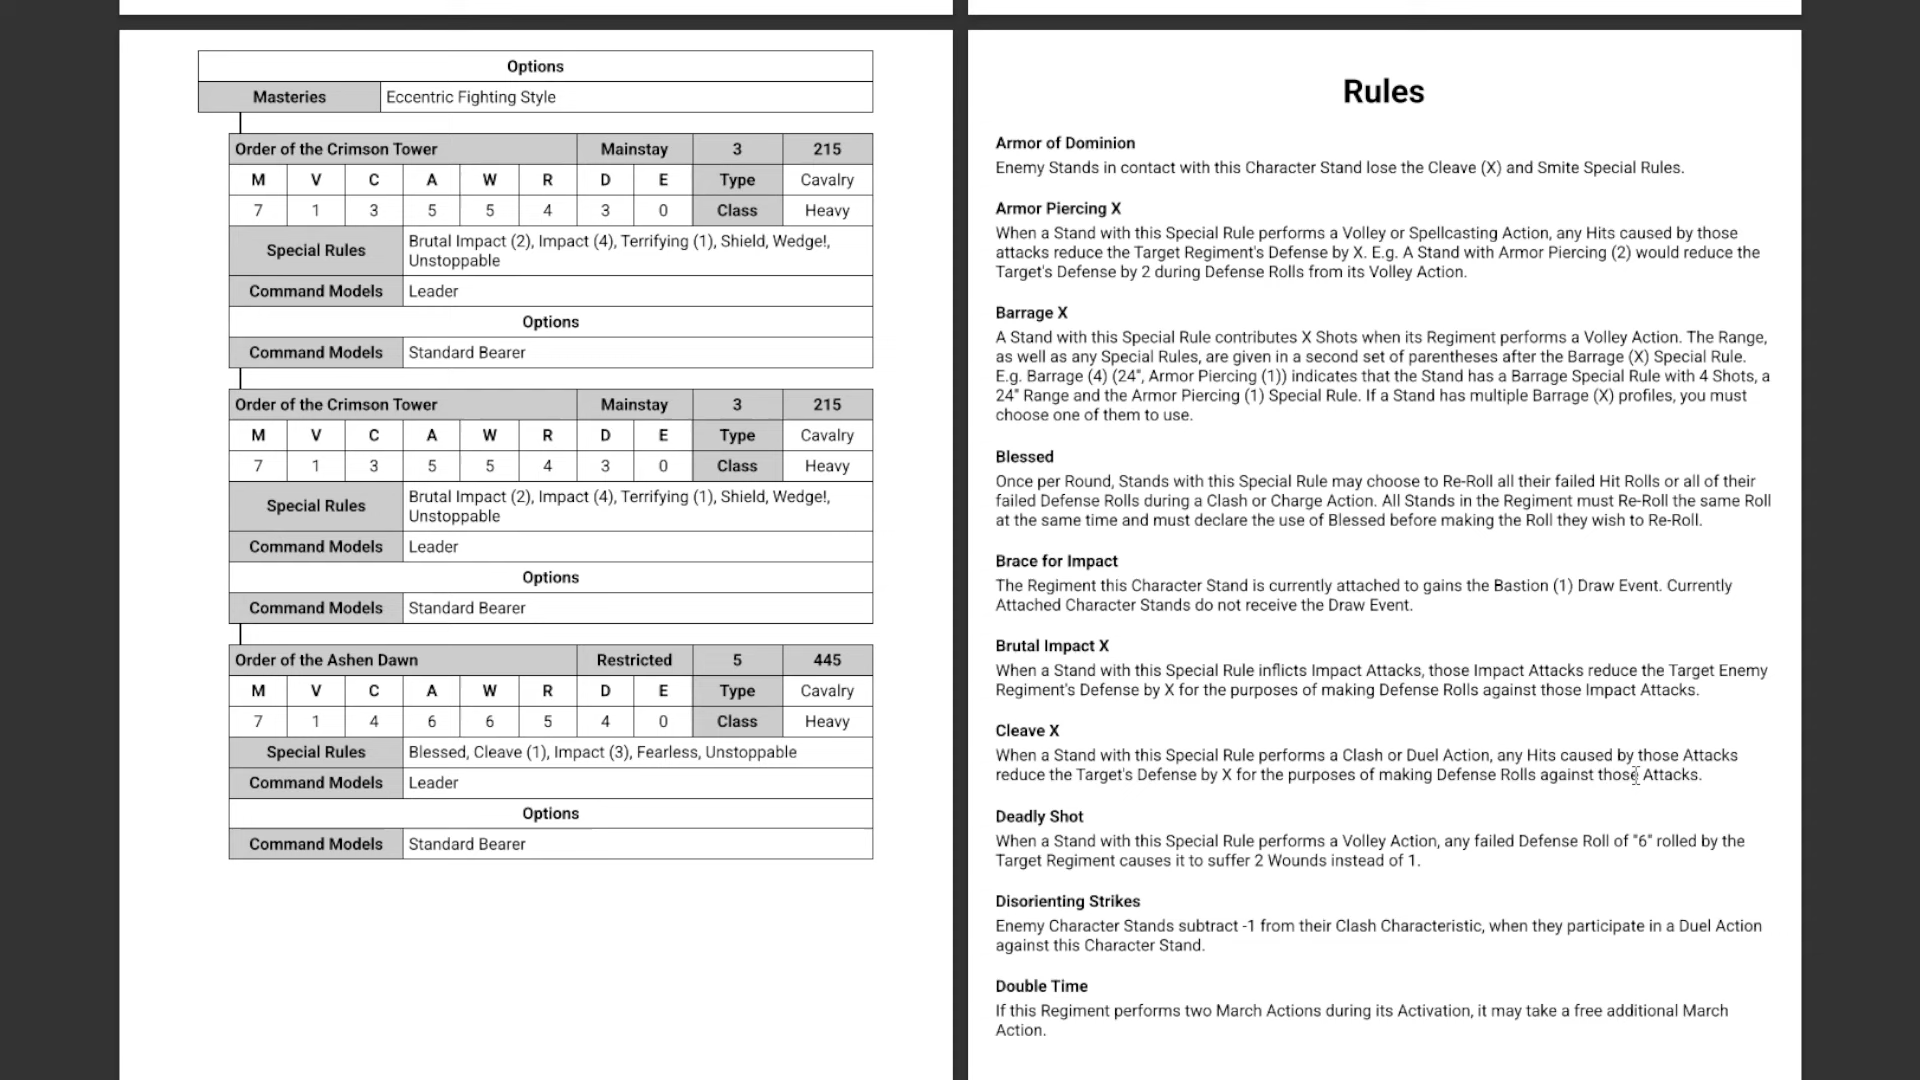 Options
Masteries Eccentric Fighting Style
Order of the Crimson Tower Mainstay 3 215
M V C A W R D E Type Cavalry
7 1 3 5 5 4 3 0 Class Heavy
Special Rules Brutal Impact (2), Impact (4), Terrifying (1), Shield, Wedge!,
Unstoppable
Command Models Leader
Options
Command Models Standard Bearer
Order of the Crimson Tower Mainstay 3 215
M V C A W R D E Type Cavalry
7 1 3 5 5 4 3 0 Class Heavy
Special Rules Brutal Impact (2), Impact (4), Terrifying (1), Shield, Wedge!,
Unstoppable
Command Models Leader
Options
Command Models Standard Bearer
Order of the Ashen Dawn Restricted 5 445
M V C A W R D E Type Cavalry
7 1 4 6 6 5 4 0 Class Heavy
Special Rules Blessed, Cleave (1), Impact (3), Fearless, Unstoppable
Command Models Leader
Options
Command Models Standard Bearer
Rules
Armor of Dominion
Enemy Stands in contact with this Character Stand lose the Cleave (X) and Smite Special Rules.
Armor Piercing X
When a Stand with this Special Rule performs a Volley or Spellcasting Action, any Hits caused by those
attacks reduce the Target Regiment's Defense by X. E.g. A Stand with Armor Piercing (2) would reduce the
Target's Defense by 2 during Defense Rolls from its Volley Action.
Barrage X
A Stand with this Special Rule contributes X Shots when its Regiment performs a Volley Action. The Range,
as well as any Special Rules, are given in a second set of parentheses after the Barrage (X) Special Rule.
E.g. Barrage (4) (24", Armor Piercing (1)) indicates that the Stand has a Barrage Special Rule with 4 Shots, a
24" Range and the Armor Piercing (1) Special Rule. If a Stand has multiple Barrage (X) profiles, you must
choose one of them to use.
Blessed
Once per Round, Stands with this Special Rule may choose to Re-Roll all their failed Hit Rolls or all of their
failed Defense Rolls during a Clash or Charge Action. All Stands in the Regiment must Re-Roll the same Roll
at the same time and must declare the use of Blessed before making the Roll they wish to Re-Roll.
Brace for Impact
The Regiment this Character Stand is currently attached to gains the Bastion (1) Draw Event. Currently
Attached Character Stands do not receive the Draw Event.
Brutal Impact X
When a Stand with this Special Rule inflicts Impact Attacks, those Impact Attacks reduce the Target Enemy
Regiment's Defense by X for the purposes of making Defense Rolls against those Impact Attacks.
Cleave X
When a Stand with this Special Rule performs a Clash or Duel Action, any Hits caused by those Attacks
reduce the Target's Defense by X for the purposes of making Defense Rolls against those Attacks.
Deadly Shot
When a Stand with this Special Rule performs a Volley Action, any failed Defense Roll of "6" rolled by the
Target Regiment causes it to suffer 2 Wounds instead of 1.
Disorienting Strikes
Enemy Character Stands subtract -1 from their Clash Characteristic, when they participate in a Duel Action
against this Character Stand.
Double Time
If this Regiment performs two March Actions during its Activation, it may take a free additional March
Action.